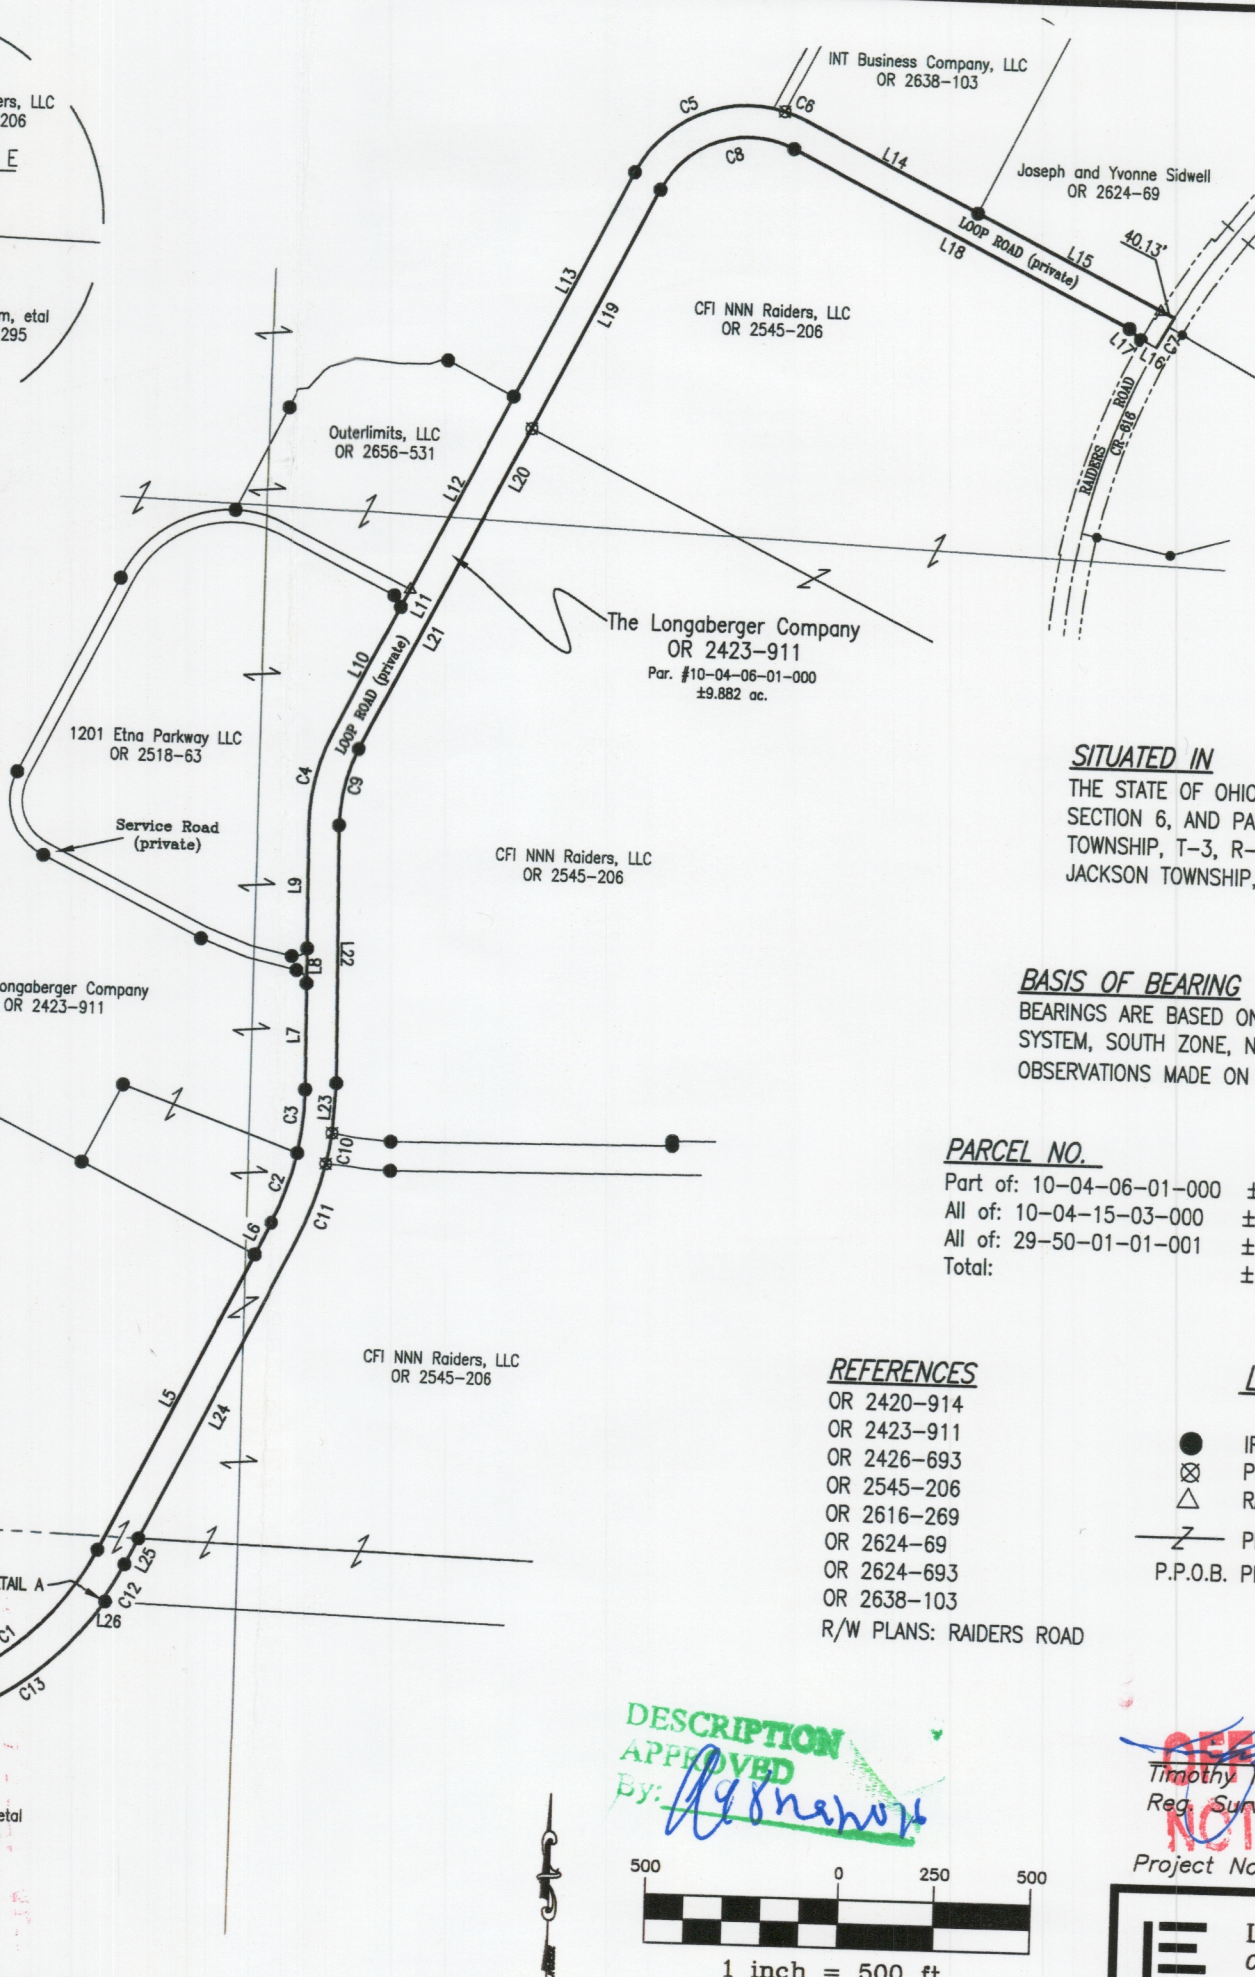 INT Business Company, LLC
OR 2638-103
C5
C6
C8
L14
Joseph and Yvonne Sidwell
OR 2624-69
LOOP ROAD (private)
L15
L18
40.13'
L17
L16
C7
RAIDERS ROAD
CR-616
ers, LLC
206
E
m, etal
295
L13
L19
CFI NNN Raiders, LLC
OR 2545-206
Outerlimits, LLC
OR 2656-531
L12
L20
L11
L21
The Longaberger Company
OR 2423-911
Par. #10-04-06-01-000
±9.882 ac.
L10
LOOP ROAD (private)
1201 Etna Parkway LLC
OR 2518-63
C4
C9
Service Road
(private)
L9
CFI NNN Raiders, LLC
OR 2545-206
L22
L8
ongaberger Company
OR 2423-911
L7
C3
L23
C10
C2
C11
L6
SITUATED IN
THE STATE OF OHIO
SECTION 6, AND PA
TOWNSHIP, T-3, R-
JACKSON TOWNSHIP,
BASIS OF BEARING
BEARINGS ARE BASED ON
SYSTEM, SOUTH ZONE, N
OBSERVATIONS MADE ON
PARCEL NO.
Part of: 10-04-06-01-000 ±
All of: 10-04-15-03-000 ±
All of: 29-50-01-01-001 ±
Total: ±
CFI NNN Raiders, LLC
OR 2545-206
L5
L24
REFERENCES
OR 2420-914
OR 2423-911
OR 2426-693
OR 2545-206
OR 2616-269
OR 2624-69
OR 2624-693
OR 2638-103
R/W PLANS: RAIDERS ROAD
L
IF
P
R
P
P.P.O.B. P
L25
TAIL A
C12
L26
C1
C13
etal
DESCRIPTION
APPROVED
By:
Timothy
Reg. Sur
NOT
Project No
500 0 250 500
1 inch = 500 ft